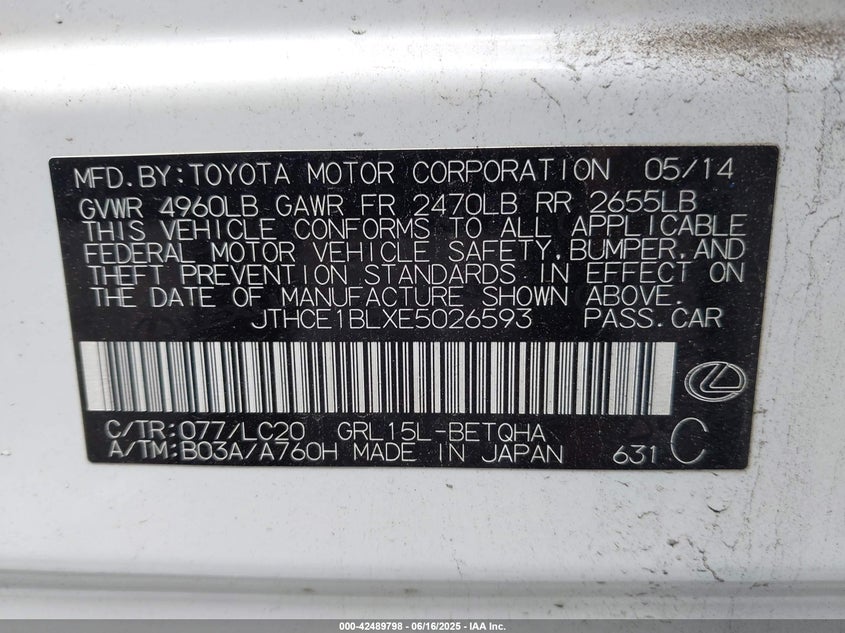 MFD.BY:TOYOTA MOTOR CORPORATION 05/14
GVWR 4960LB GAWR FR 2470LB RR 2655LB
THIS VEHICLE CONFORMS TO ALL APPLICABLE
FEDERAL MOTOR VEHICLE SAFETY,BUMPER,AND
THEFT PREVENTION STANDARDS IN EFFECT ON
THE DATE OF MANUFACTURE SHOWN ABOVE.
JTHCE1BLXE5026593 PASS.CAR
C/TR:077/LC20 GRL15L-BETQHA
A/TM:B03A/A760H MADE IN JAPAN 631 C
000-42489798 - 06/16/2025 - IAA Inc.